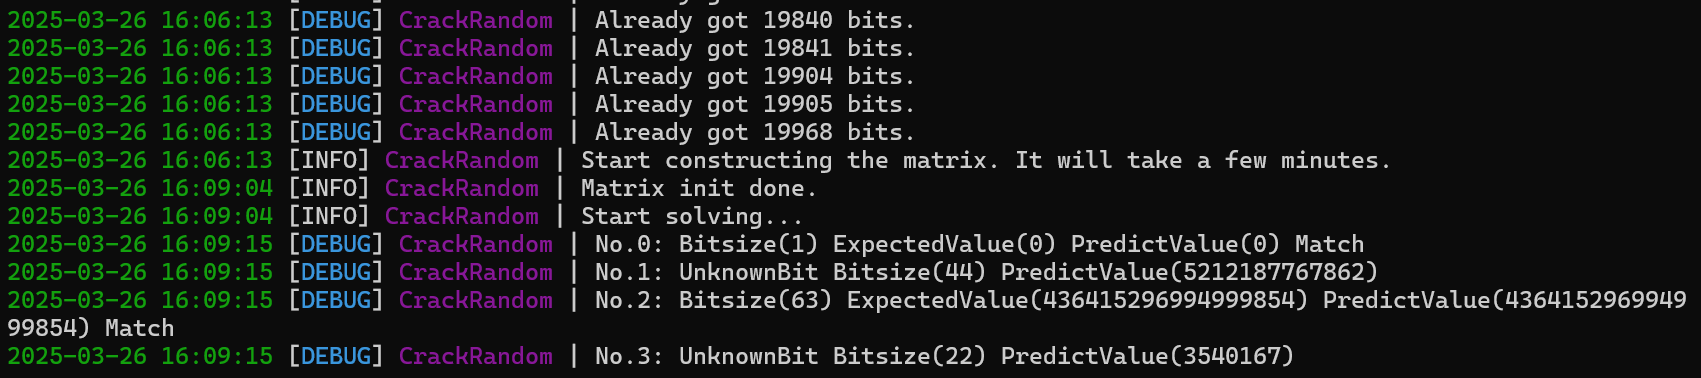 2025-03-26 16:06:13 [DEBUG] CrackRandom | Already got 19840 bits.
2025-03-26 16:06:13 [DEBUG] CrackRandom | Already got 19841 bits.
2025-03-26 16:06:13 [DEBUG] CrackRandom | Already got 19904 bits.
2025-03-26 16:06:13 [DEBUG] CrackRandom | Already got 19905 bits.
2025-03-26 16:06:13 [DEBUG] CrackRandom | Already got 19968 bits.
2025-03-26 16:06:13 [INFO] CrackRandom | Start constructing the matrix. It will take a few minutes.
2025-03-26 16:09:04 [INFO] CrackRandom | Matrix init done.
2025-03-26 16:09:04 [INFO] CrackRandom | Start solving...
2025-03-26 16:09:15 [DEBUG] CrackRandom | No.0: Bitsize(1) ExpectedValue(0) PredictValue(0) Match
2025-03-26 16:09:15 [DEBUG] CrackRandom | No.1: UnknownBit Bitsize(44) PredictValue(5212187767862)
2025-03-26 16:09:15 [DEBUG] CrackRandom | No.2: Bitsize(63) ExpectedValue(436415296994999854) PredictValue(4364152969949
99854) Match
2025-03-26 16:09:15 [DEBUG] CrackRandom | No.3: UnknownBit Bitsize(22) PredictValue(3540167)